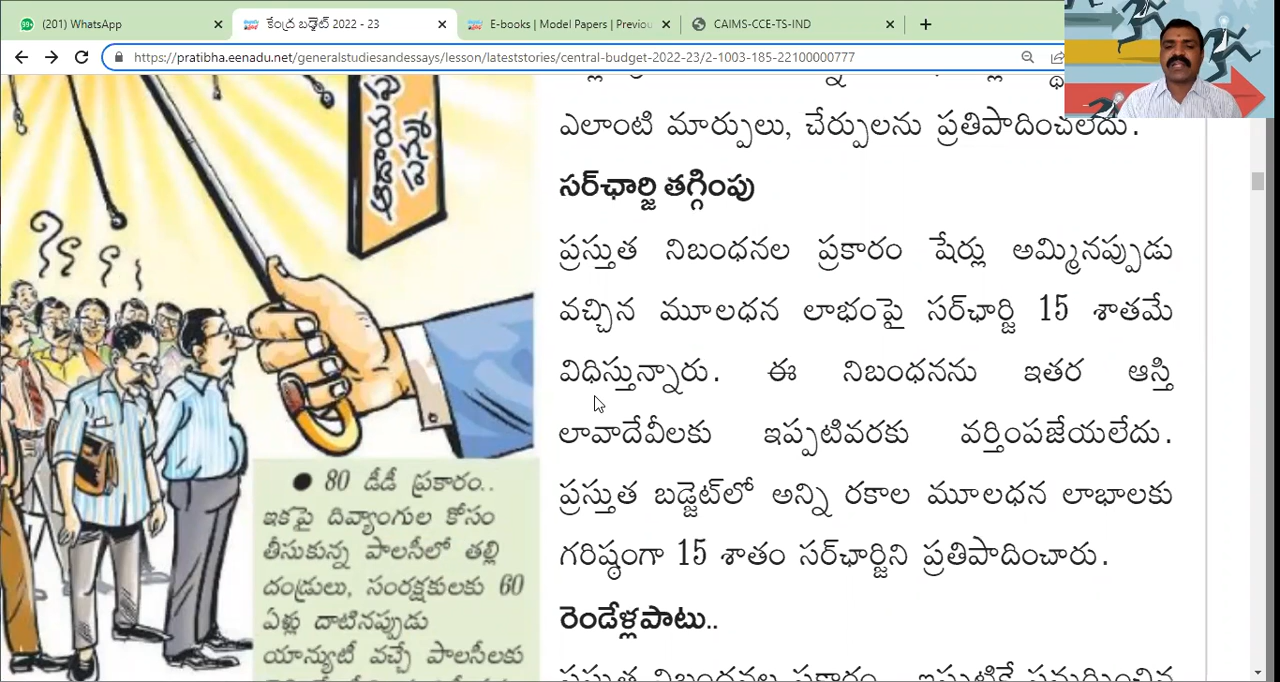 (201) WhatsApp
కేంద్ర బడ్జెట్ 2022 - 23
E-books | Model Papers | Previou
CAIMS-CCE-TS-IND
https://pratibha.eenadu.net/generalstudiesandessays/lesson/lateststories/central-budget-2022-23/2-1003-185-22100000777
ఆదాయపు
పన్ను
ఎలాంటి మార్పులు, చేర్పులను ప్రతిపాదించలేదు.
సర్‌ఛార్జి తగ్గింపు
ప్రస్తుత నిబంధనల ప్రకారం షేర్లు అమ్మినప్పుడు
వచ్చిన మూలధన లాభంపై సర్‌ఛార్జి 15 శాతమే
విధిస్తున్నారు. ఈ నిబంధనను ఇతర ఆస్తి
లావాదేవీలకు ఇప్పటివరకు వర్తింపజేయలేదు.
ప్రస్తుత బడ్జెట్‌లో అన్ని రకాల మూలధన లాభాలకు
గరిష్ఠంగా 15 శాతం సర్‌ఛార్జిని ప్రతిపాదించారు.
రెండేళ్లపాటు..
● 80 డీడీ ప్రకారం..
ఇకపై దివ్యాంగుల కోసం
తీసుకున్న పాలసీలో తల్లి
దండ్రులు, సంరక్షకులకు 60
ఏళ్లు దాటినప్పుడు
యాన్యుటీ వచ్చే పాలసీలకు